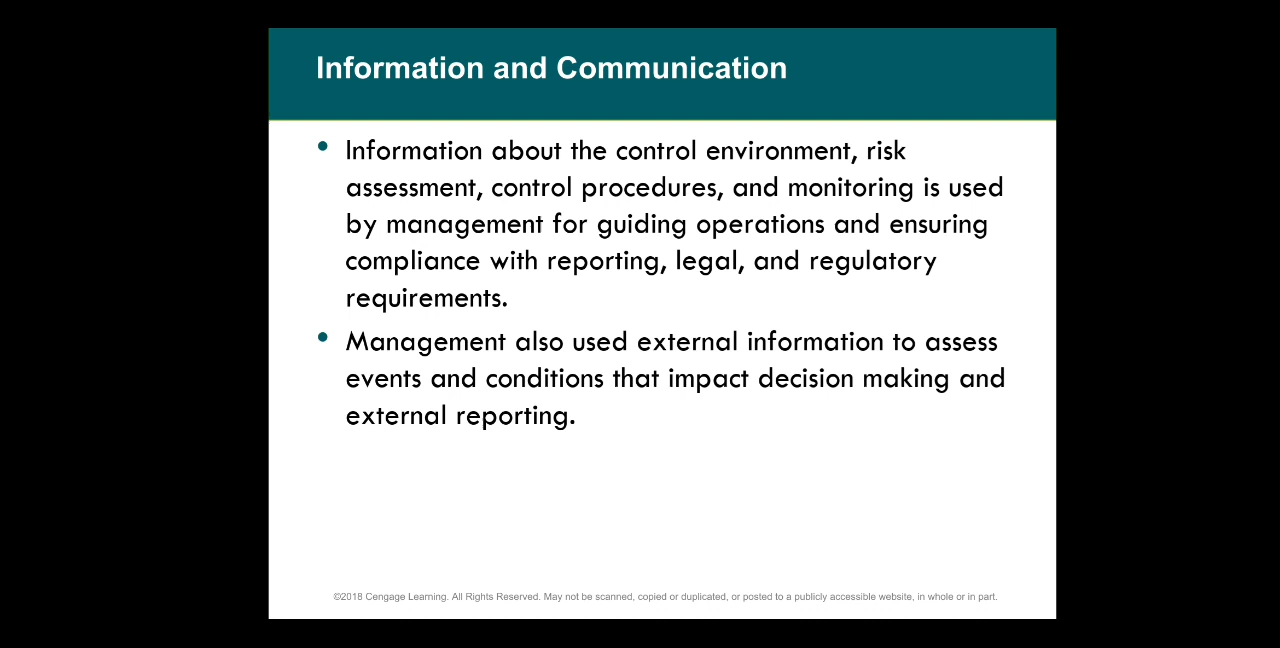 Information and Communication
• Information about the control environment, risk
assessment, control procedures, and monitoring is used
by management for guiding operations and ensuring
compliance with reporting, legal, and regulatory
requirements.
• Management also used external information to assess
events and conditions that impact decision making and
external reporting.
©2018 Cengage Learning. All Rights Reserved. May not be scanned, copied or duplicated, or posted to a publicly accessible website, in whole or in part.